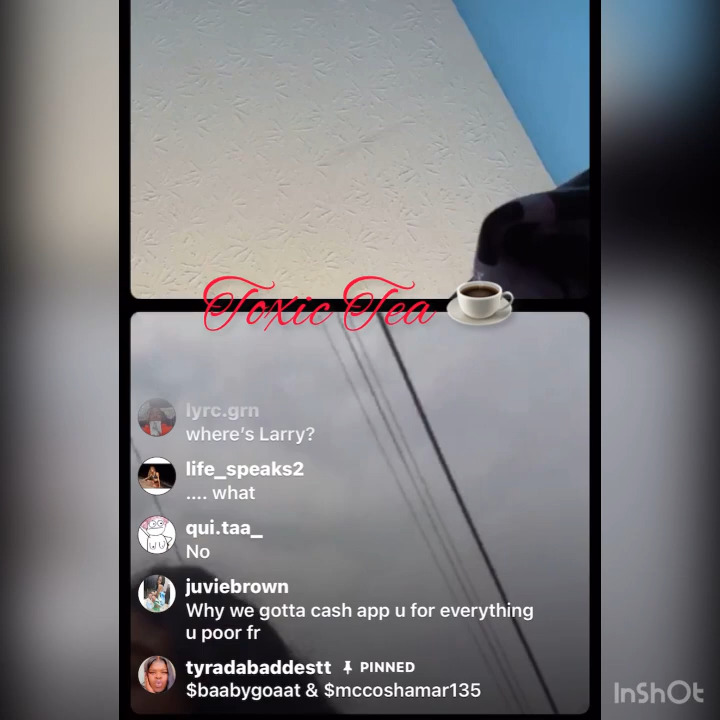 Toxic Tea
lyrc.grn
where's Larry?
life_speaks2
.... what
qui.taa_
No
juviebrown
Why we gotta cash app u for everything
u poor fr
tyradabaddestt PINNED
$baabygoaat & $mccoshamar135
InShOt